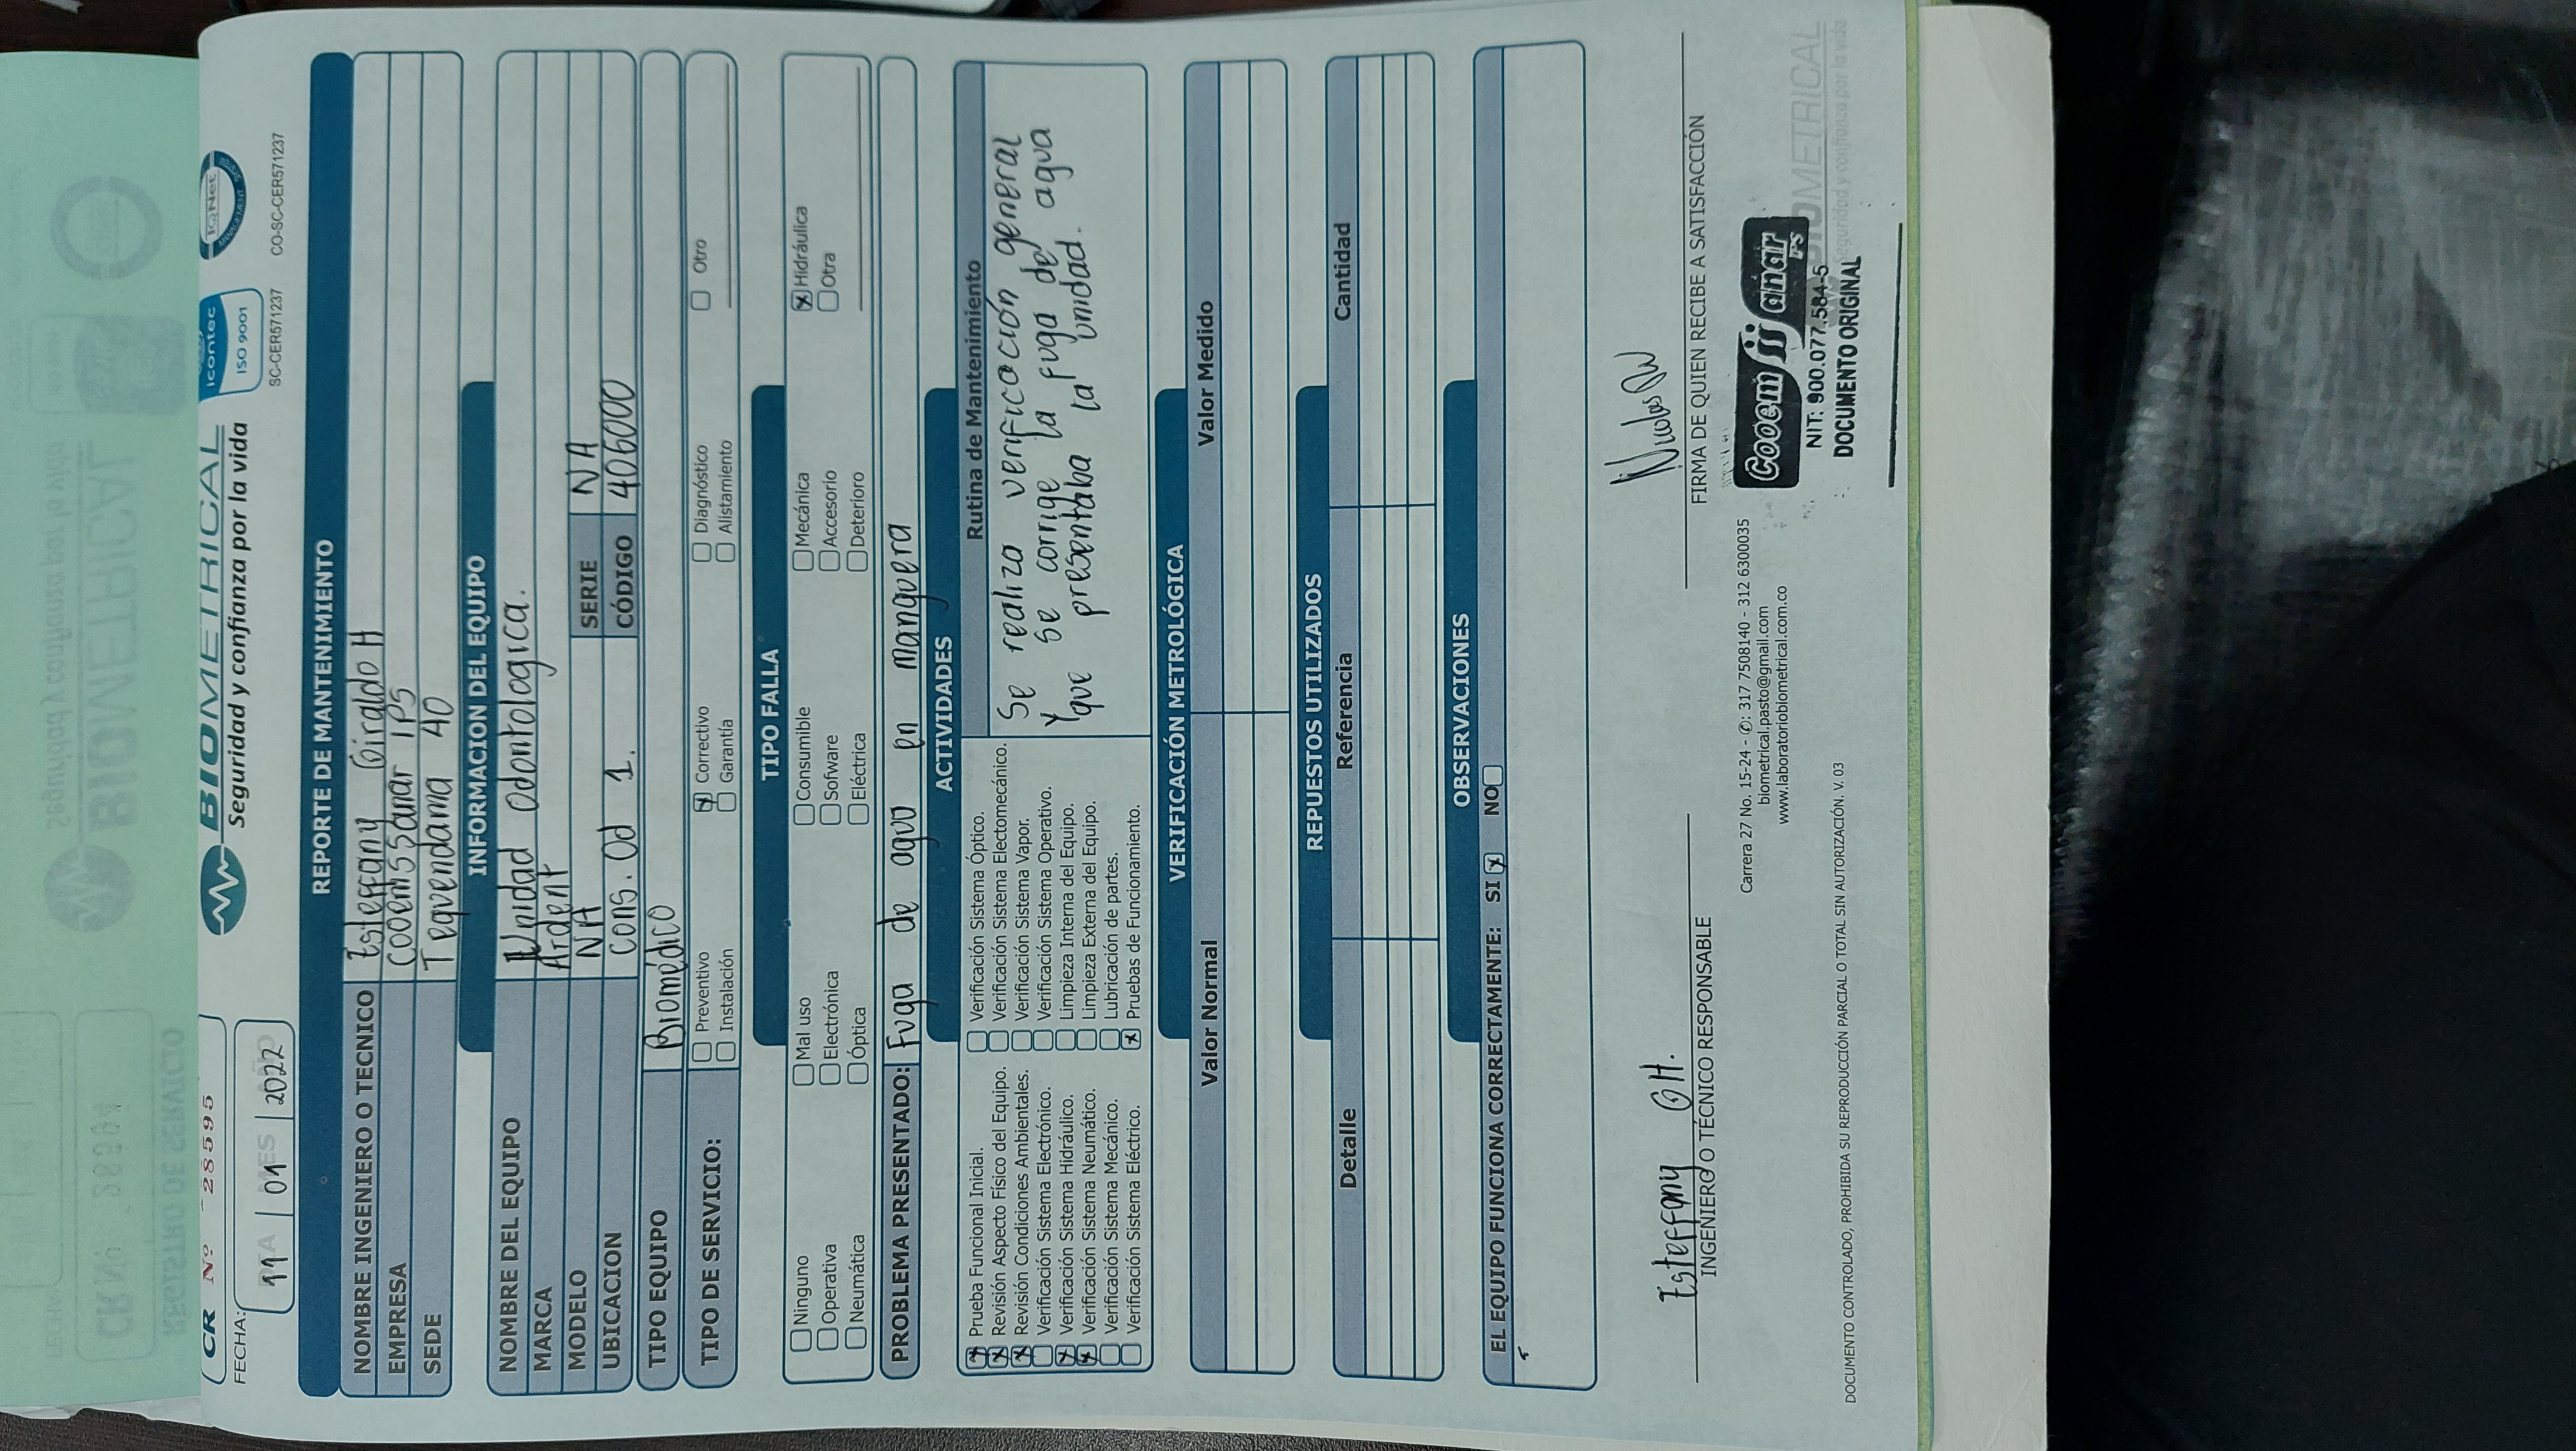 CR Nº 28594
REGISTRO DE SERVICIO
BIOMETRICAL
Seguridad y confianza por la vida
FECHA:
CR Nº 28595
BIOMETRICAL
Seguridad y confianza por la vida
icontec
ISO 9001
SC-CER571237
IQNet
CO-SC-CER571237
FECHA:
DIA MES AÑO
11 | 01 | 2022
REPORTE DE MANTENIMIENTO
NOMBRE INGENIERO O TECNICO Esteffany Giraldo H
EMPRESA Cooemssanar IPS
SEDE Tequendama 40
INFORMACION DEL EQUIPO
NOMBRE DEL EQUIPO Unidad Odontologica.
MARCA Ardent
MODELO NA SERIE NA
UBICACION Cons. Od 1. CÓDIGO 406000
TIPO EQUIPO Biomédico
TIPO DE SERVICIO:
Preventivo Correctivo Diagnóstico Otro
Instalación Garantía Alistamiento
TIPO FALLA
Ninguno Mal uso Consumible Mecánica Hidráulica
Operativa Electrónica Sofware Accesorio Otra
Neumática Óptica Eléctrica Deterioro
PROBLEMA PRESENTADO: Fuga de agua en manguera
ACTIVIDADES
Prueba Funcional Inicial.
Revisión Aspecto Físico del Equipo.
Revisión Condiciones Ambientales.
Verificación Sistema Electrónico.
Verificación Sistema Hidráulico.
Verificación Sistema Neumático.
Verificación Sistema Mecánico.
Verificación Sistema Eléctrico.
Verificación Sistema Óptico.
Verificación Sistema Electomecánico.
Verificación Sistema Vapor.
Verificación Sistema Operativo.
Limpieza Interna del Equipo.
Limpieza Externa del Equipo.
Lubricación de partes.
Pruebas de Funcionamiento.
Rutina de Mantenimiento
Se realiza verificación general
Y se corrige la fuga de agua
que presentaba la unidad.
VERIFICACIÓN METROLÓGICA
Valor Normal Valor Medido
REPUESTOS UTILIZADOS
Detalle Referencia Cantidad
OBSERVACIONES
EL EQUIPO FUNCIONA CORRECTAMENTE: SI x NO
Esteffany GH.
INGENIERO O TÉCNICO RESPONSABLE
FIRMA DE QUIEN RECIBE A SATISFACCIÓN
Carrera 27 No. 15-24 - ✆: 317 7508140 - 312 6300035
biometrical.pasto@gmail.com
www.laboratoriobiometrical.com.co
Cooemssanar
IPS
NIT: 900.077.584-5
DOCUMENTO ORIGINAL
BIOMETRICAL
Seguridad y confianza por la vida
DOCUMENTO CONTROLADO, PROHIBIDA SU REPRODUCCIÓN PARCIAL O TOTAL SIN AUTORIZACIÓN. V. 03